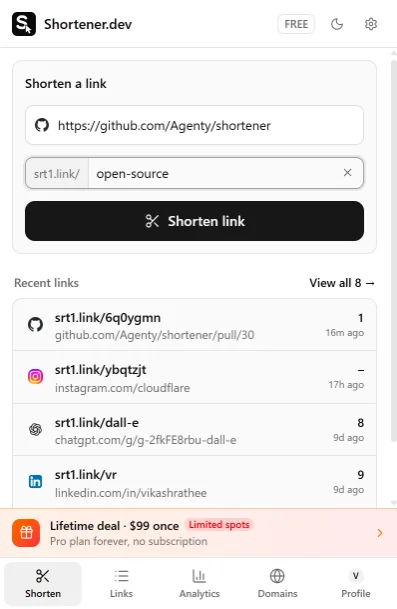 Shortener.dev
FREE
Shorten a link
https://github.com/Agenty/shortener
srt1.link/ open-source
Shorten link
Recent links
View all 8 →
srt1.link/6q0ygmn
1
github.com/Agenty/shortener/pull/30
16m ago
srt1.link/ybqtzjt
–
instagram.com/cloudflare
17h ago
srt1.link/dall-e
8
chatgpt.com/g/g-2fkFE8rbu-dall-e
9d ago
srt1.link/vr
9
linkedin.com/in/vikashrathee
9d ago
Lifetime deal · $99 once Limited spots
Pro plan forever, no subscription
Shorten
Links
Analytics
Domains
V
Profile